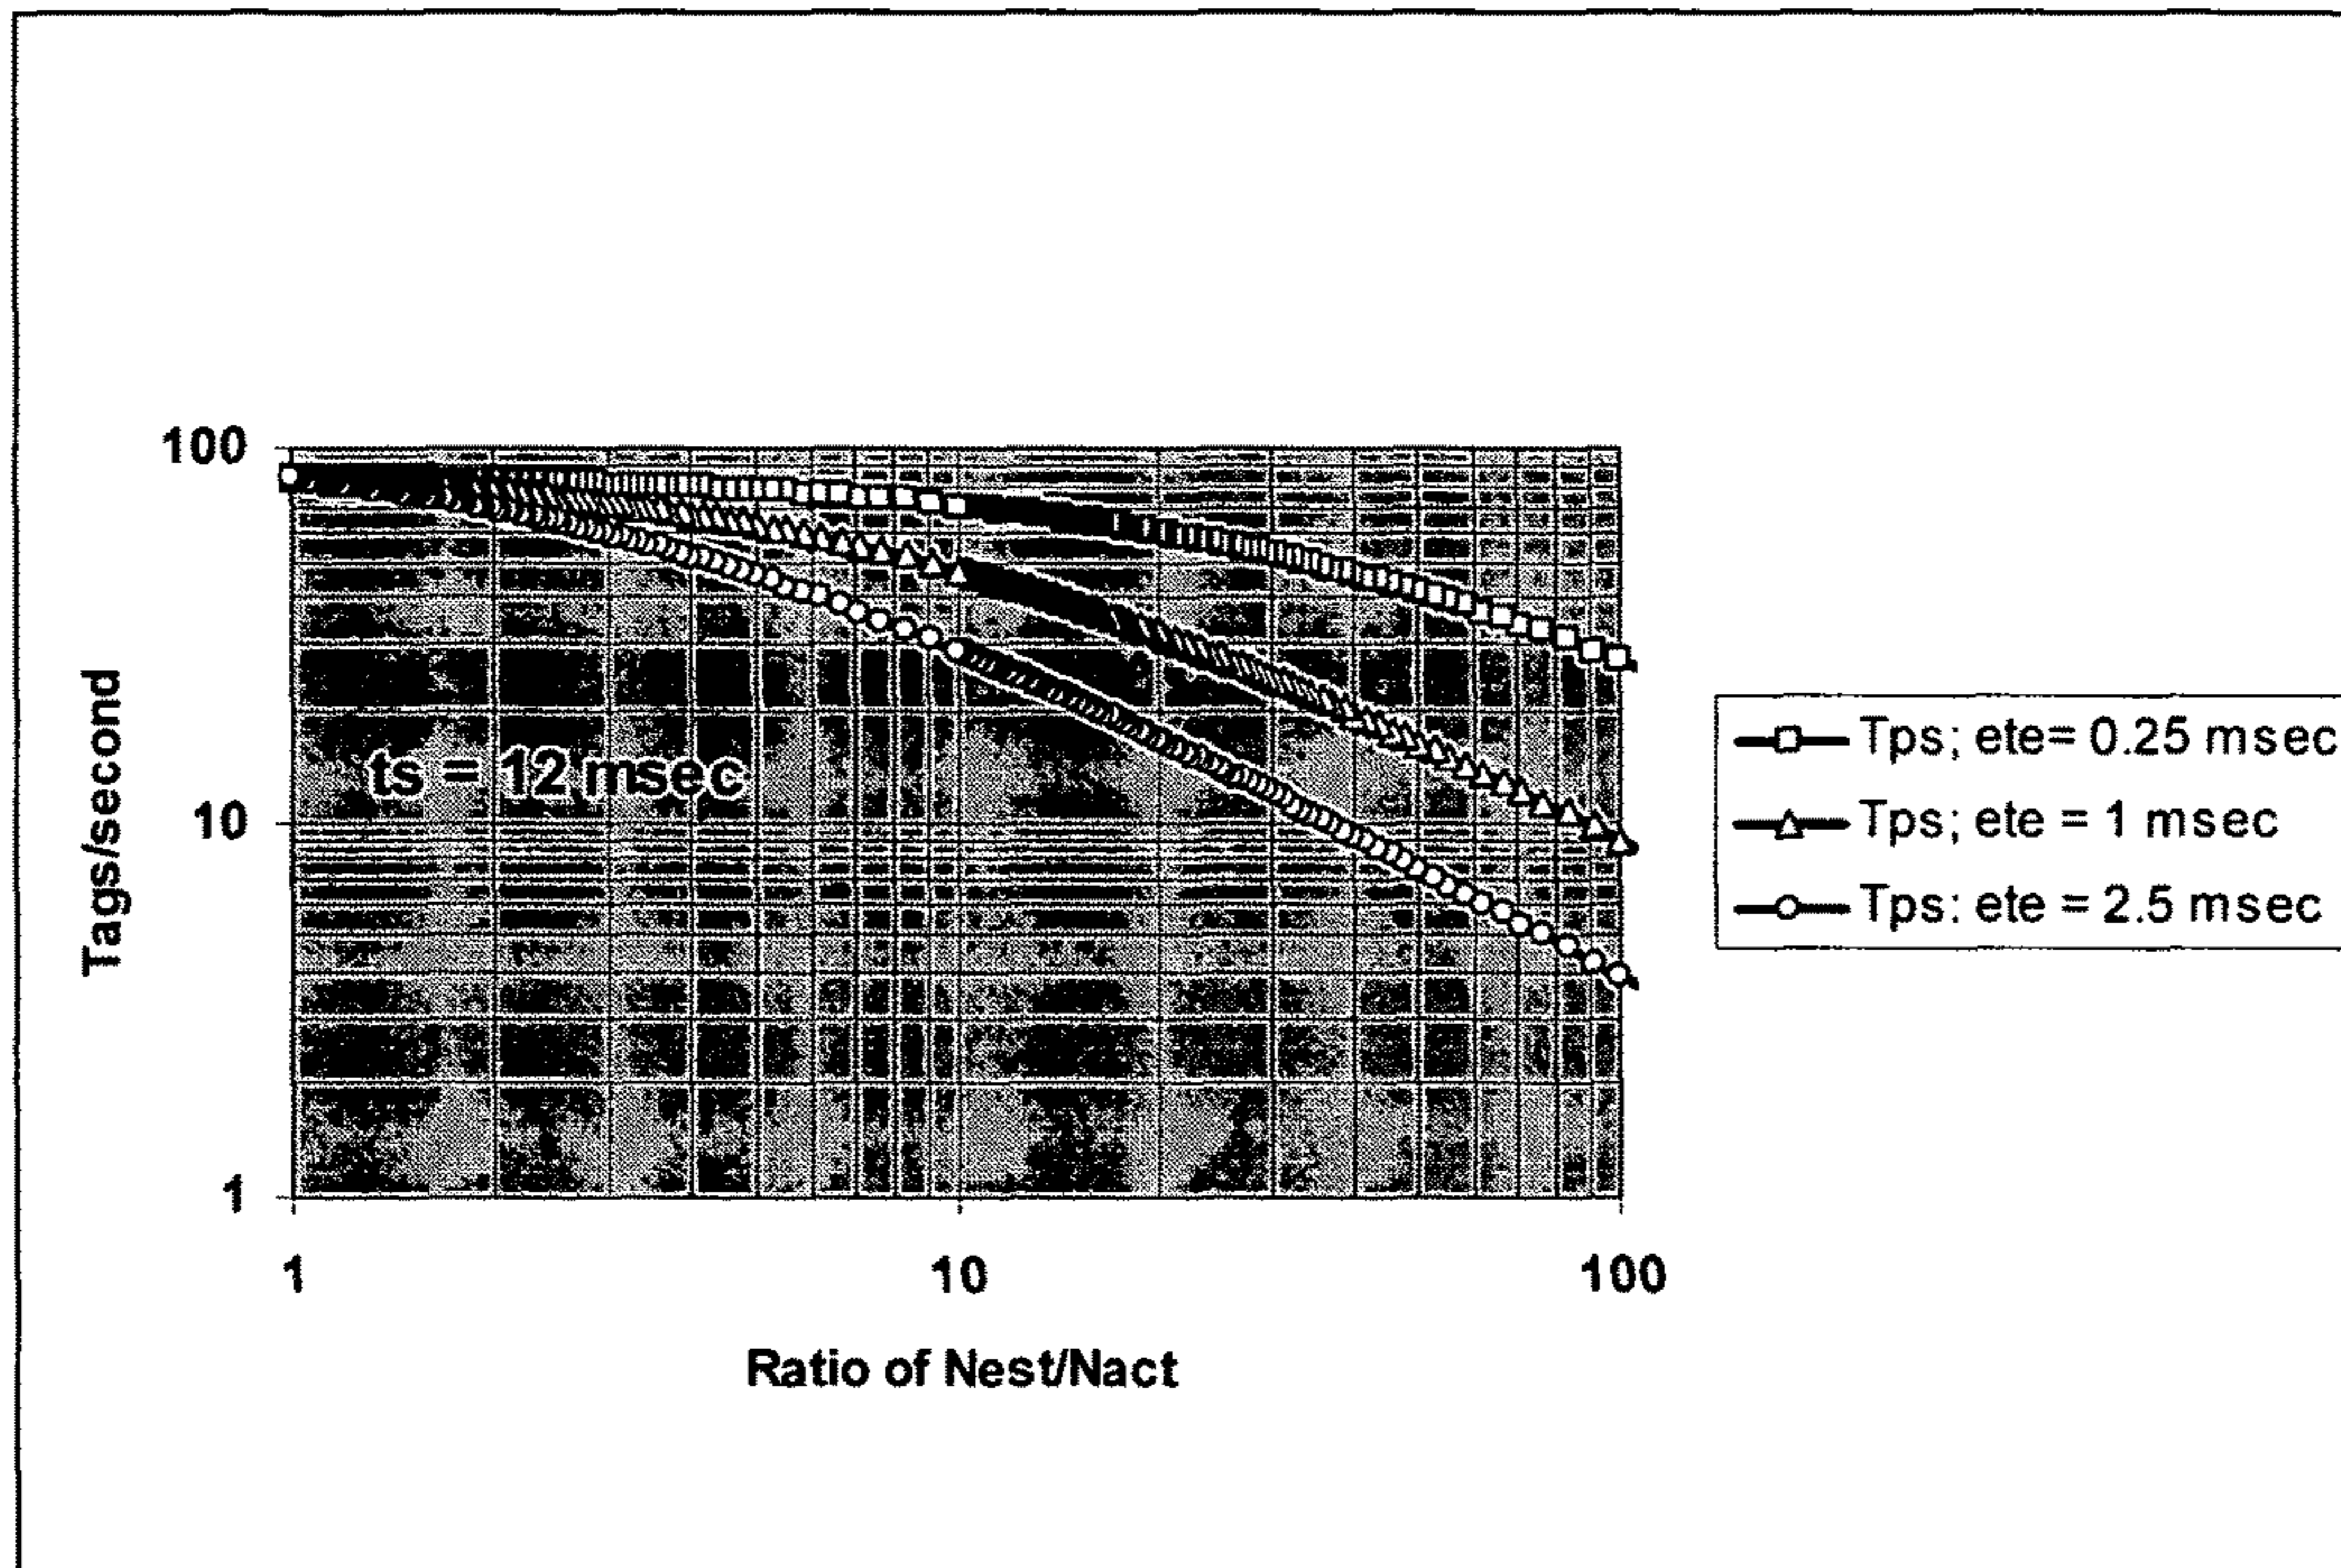 100
10
1
Tags/second
ts = 12 msec
1
10
100
Ratio of Nest/Nact
Tps; ete= 0.25 msec
Tps; ete = 1 msec
Tps; ete = 2.5 msec